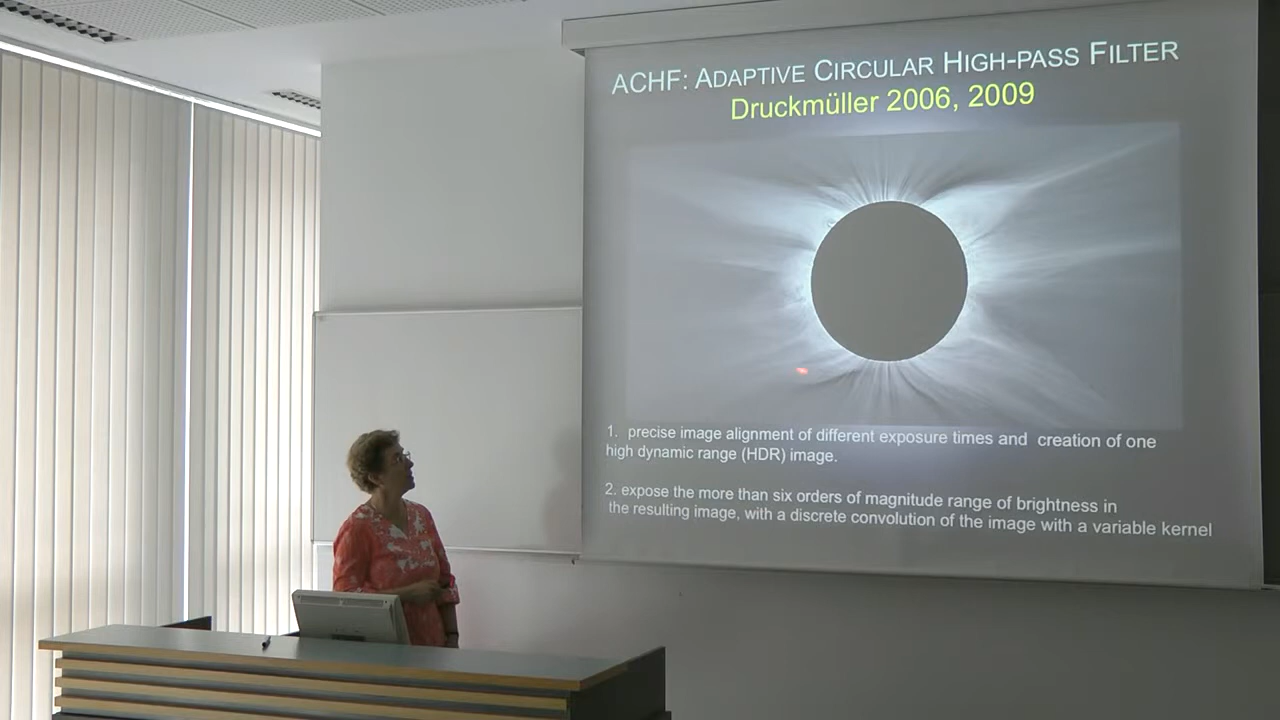 ACHF: ADAPTIVE CIRCULAR HIGH-PASS FILTER
Druckmüller 2006, 2009
1. precise image alignment of different exposure times and creation of one
high dynamic range (HDR) image.
2. expose the more than six orders of magnitude range of brightness in
the resulting image, with a discrete convolution of the image with a variable kernel